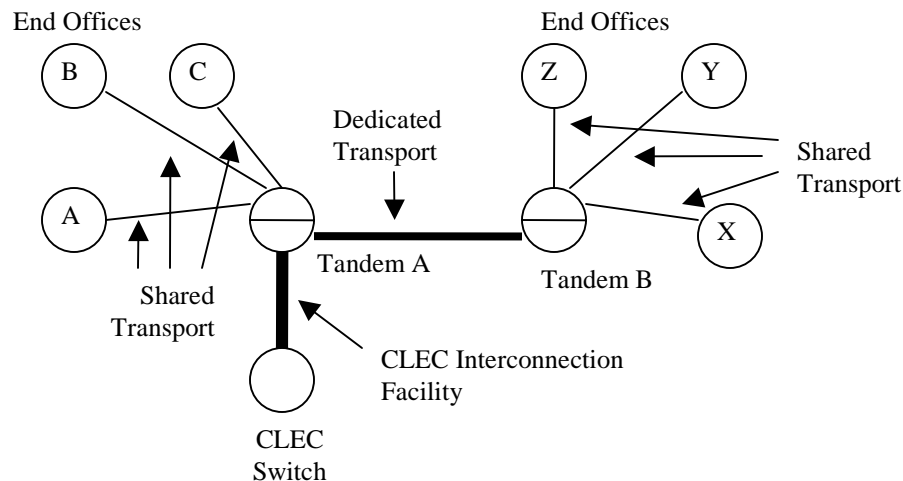 End Offices
End Offices
B
C
Z
Y
Dedicated
Transport
Shared
Transport
A
X
Tandem A
Tandem B
Shared
Transport
CLEC Interconnection
Facility
CLEC
Switch